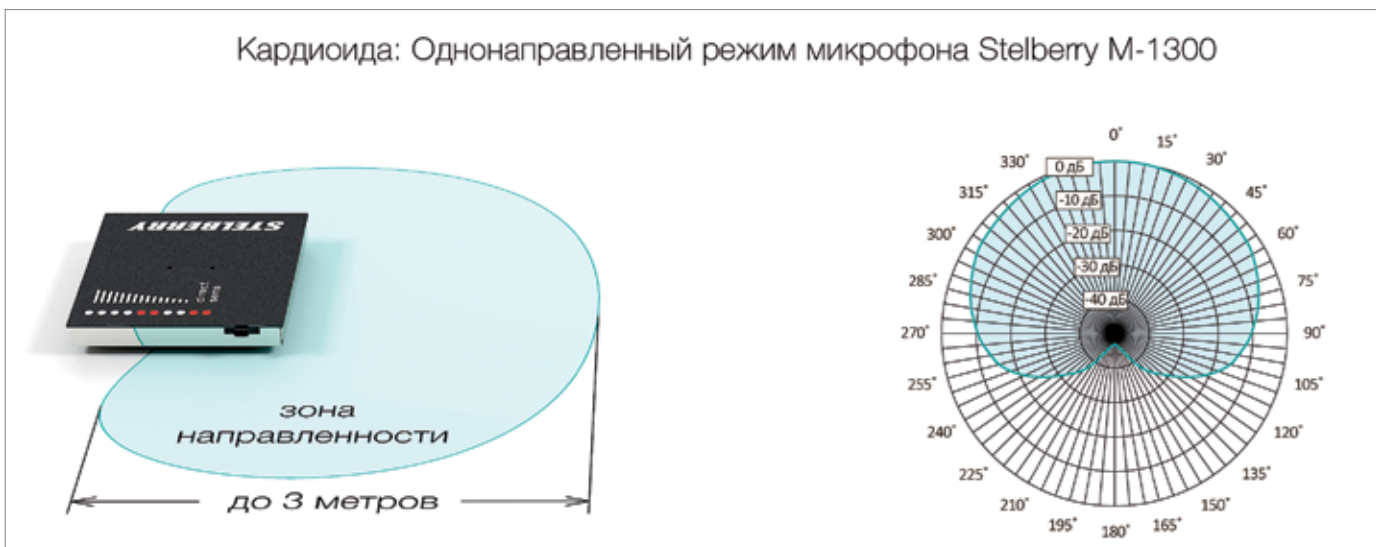 Кардиоида: Однонаправленный режим микрофона Stelberry M-1300
STELBERRY
direct
sens
зона
направленности
до 3 метров
0°
15°
30°
45°
60°
75°
90°
105°
120°
135°
150°
165°
180°
195°
210°
225°
240°
255°
270°
285°
300°
315°
330°
0 дБ
-10 дБ
-20 дБ
-30 дБ
-40 дБ